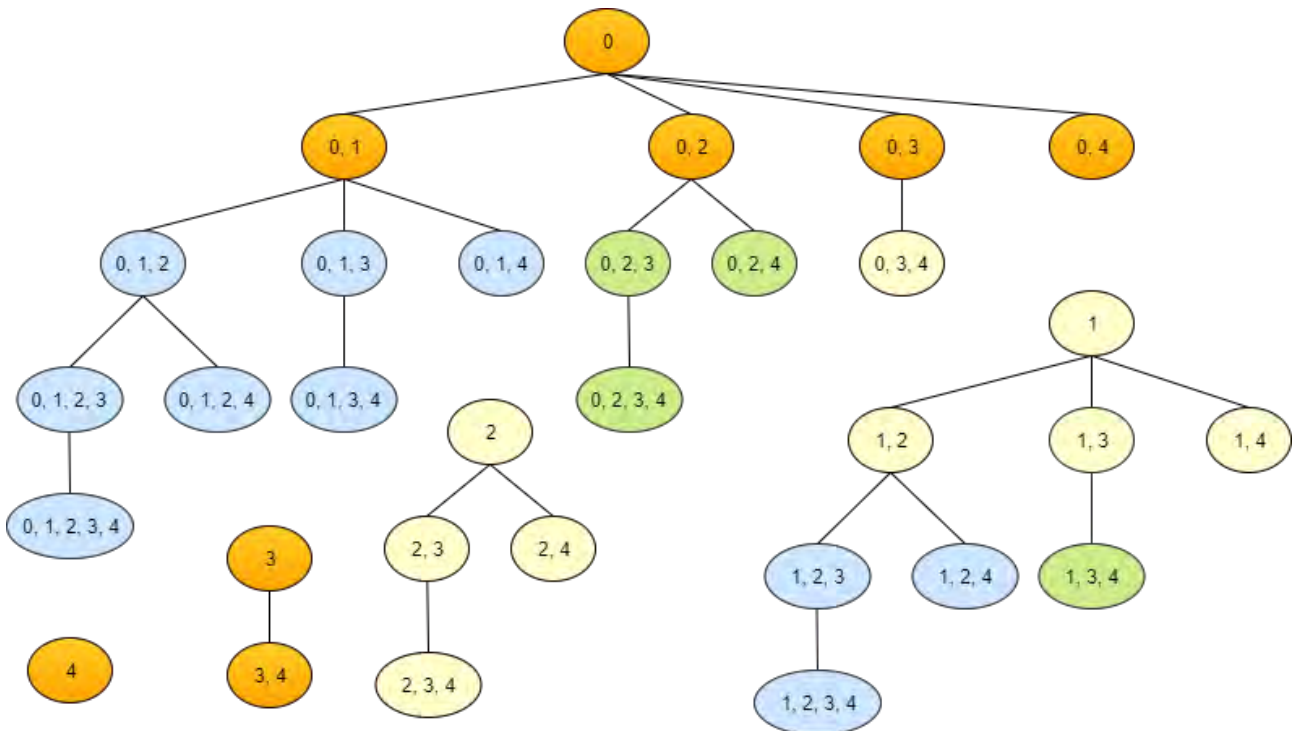 0
0, 1
0, 2
0, 3
0, 4
0, 1, 2
0, 1, 3
0, 1, 4
0, 2, 3
0, 2, 4
0, 3, 4
1
0, 1, 2, 3
0, 1, 2, 4
0, 1, 3, 4
0, 2, 3, 4
2
1, 2
1, 3
1, 4
0, 1, 2, 3, 4
3
2, 3
2, 4
1, 2, 3
1, 2, 4
1, 3, 4
4
3, 4
2, 3, 4
1, 2, 3, 4